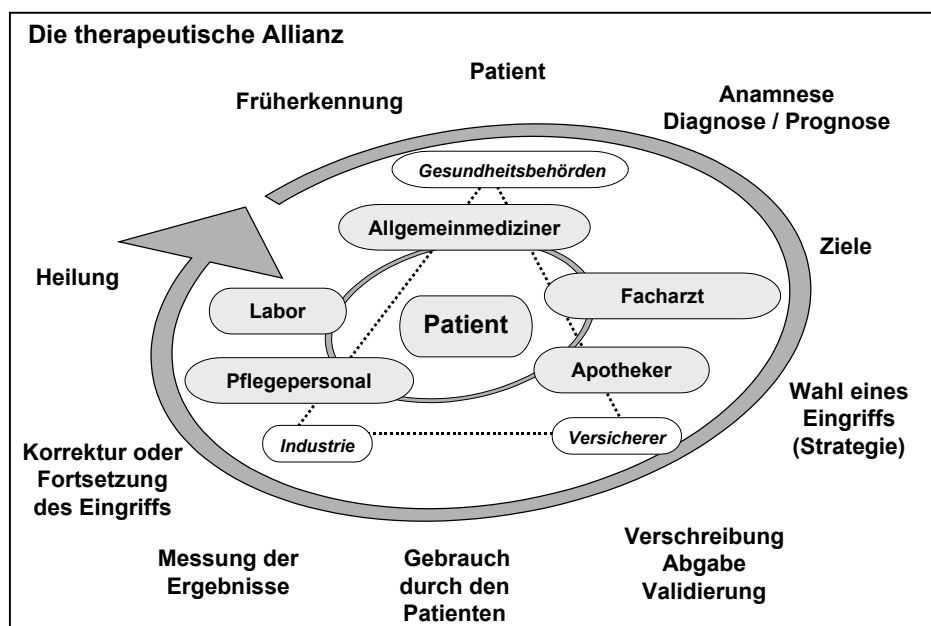 Die therapeutische Allianz
Patient
Früherkennung
Anamnese
Diagnose / Prognose
Gesundheitsbehörden
Allgemeinmediziner
Ziele
Heilung
Labor
Facharzt
Patient
Pflegepersonal
Apotheker
Industrie
Versicherer
Wahl eines
Eingriffs
(Strategie)
Korrektur oder
Fortsetzung
des Eingriffs
Verschreibung
Abgabe
Validierung
Gebrauch
durch den
Patienten
Messung der
Ergebnisse